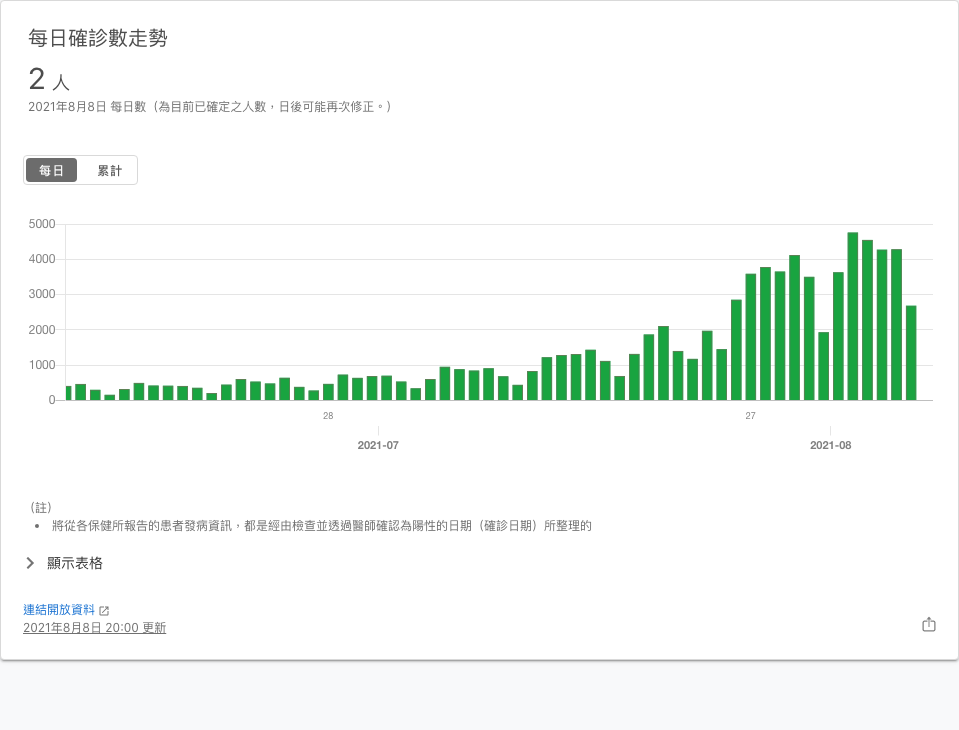 每日確診數走勢
2 人
2021年8月8日 每日數（為目前已確定之人數，日後可能再次修正。）
每日 累計
5000
4000
3000
2000
1000
0
28 27
2021-07 2021-08
（註）
• 將從各保健所報告的患者發病資訊，都是經由檢查並透過醫師確認為陽性的日期（確診日期）所整理的
顯示表格
連結開放資料
2021年8月8日 20:00 更新